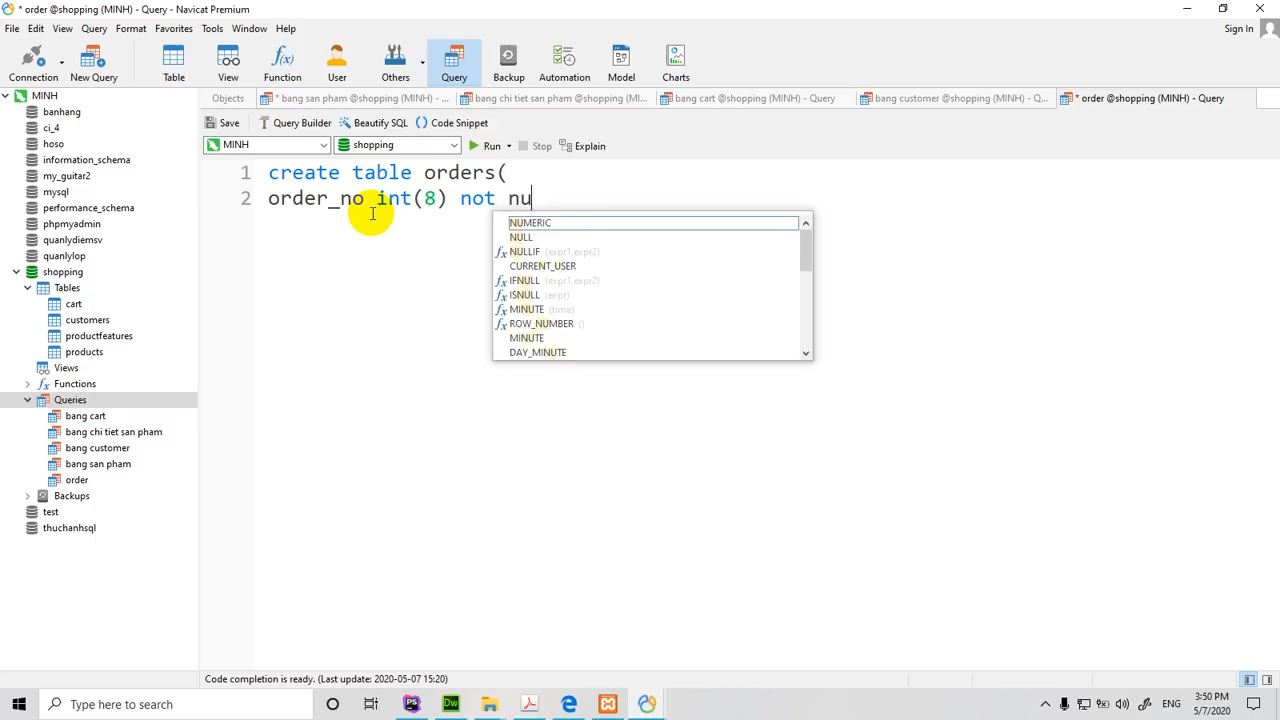 * order @shopping (MINH) - Query - Navicat Premium
File Edit View Query Format Favorites Tools Window Help
Sign In
Connection New Query Table View Function User Others Query Backup Automation Model Charts
MINH
banhang
ci_4
hoso
information_schema
my_guitar2
mysql
performance_schema
phpmyadmin
quanlydiemsv
quanlylop
shopping
Tables
cart
customers
productfeatures
products
Views
Functions
Queries
bang cart
bang chi tiet san pham
bang customer
bang san pham
order
Backups
test
thuchanhsql
Objects * bang san pham @shopping (MINH) - ... bang chi tiet san pham @shopping (MI... bang cart @shopping (MINH) - Query bang customer @shopping (MINH) - Q... * order @shopping (MINH) - Query
Save Query Builder Beautify SQL () Code Snippet
MINH shopping Run Stop Explain
1 create table orders(
2 order_no int(8) not nu
NUMERIC
NULL
fx NULLIF (expr1,expr2)
CURRENT_USER
fx IFNULL (expr1,expr2)
fx ISNULL (expr)
fx MINUTE (time)
fx ROW_NUMBER ()
MINUTE
DAY_MINUTE
Code completion is ready. (Last update: 2020-05-07 15:20)
Type here to search
ENG
3:50 PM
5/7/2020